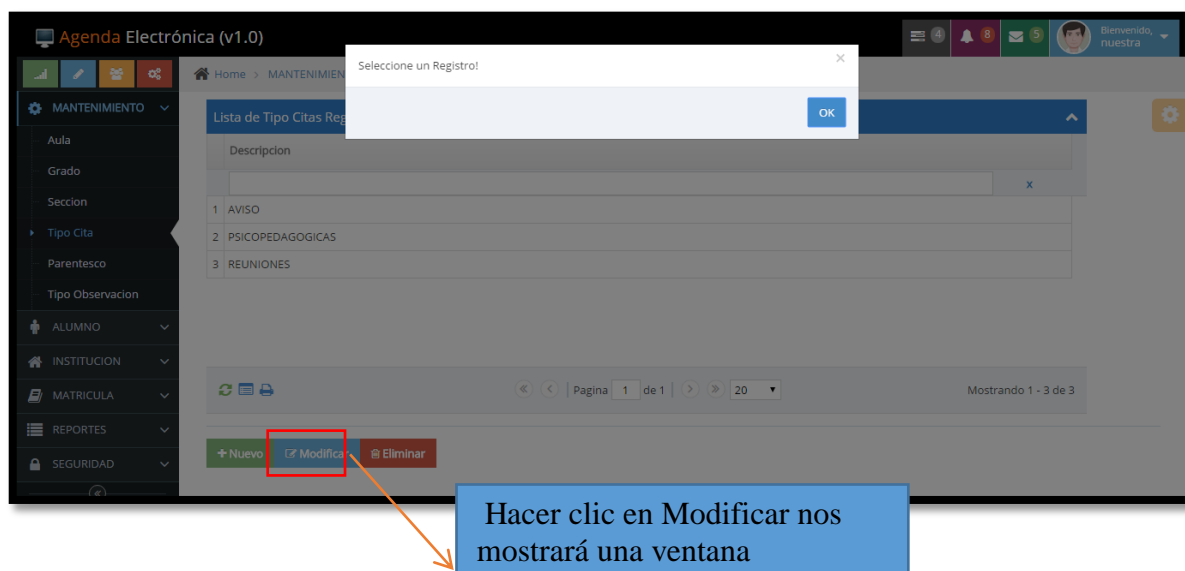 Agenda Electrónica (v1.0)
4
8
5
Bienvenido,
nuestra
Home > MANTENIMIEN
Seleccione un Registro!
×
OK
MANTENIMIENTO
Aula
Grado
Seccion
Tipo Cita
Parentesco
Tipo Observacion
ALUMNO
INSTITUCION
MATRICULA
REPORTES
SEGURIDAD
Lista de Tipo Citas Reg
Descripcion
x
1 AVISO
2 PSICOPEDAGOGICAS
3 REUNIONES
Pagina 1 de 1 20
Mostrando 1 - 3 de 3
+Nuevo Modificar Eliminar
Hacer clic en Modificar nos
mostrará una ventana